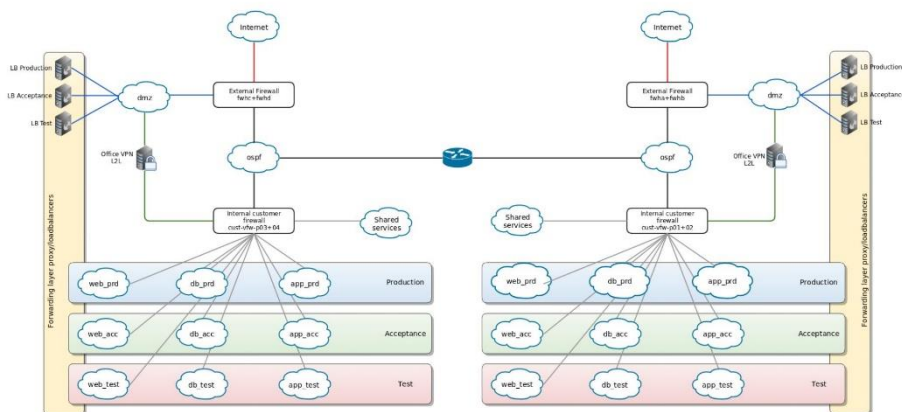 Internet
Internet
LB Production
LB Acceptance
LB Test
dmz
External Firewall
fwhc+fwhd
External Firewall
fwha+fwhb
dmz
LB Production
LB Acceptance
LB Test
Office VPN
L2L
ospf
ospf
Office VPN
L2L
Internal customer
firewall
cust-vfw-p03+04
Shared
services
Shared
services
Internal customer
firewall
cust-vfw-p01+02
Forwarding layer proxy/loadbalancers
Forwarding layer proxy/loadbalancers
web_prd
db_prd
app_prd
Production
web_prd
db_prd
app_prd
Production
web_acc
db_acc
app_acc
Acceptance
web_acc
db_acc
app_acc
Acceptance
web_test
db_test
app_test
Test
web_test
db_test
app_test
Test